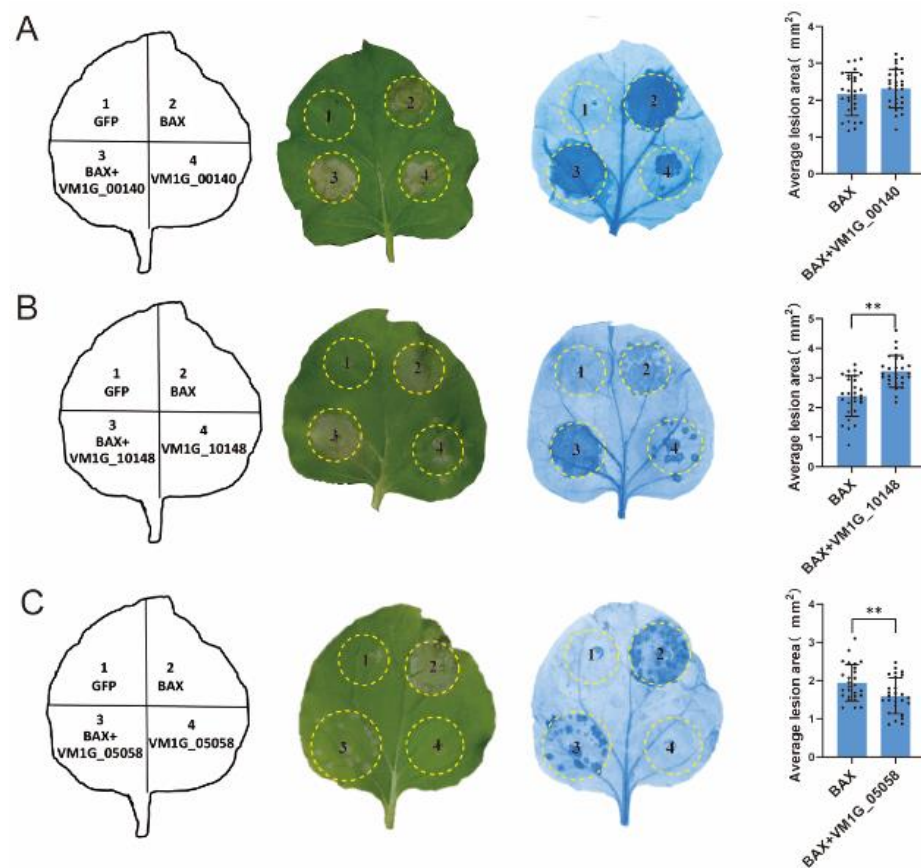 A
1
GFP
2
BAX
3
BAX+
VM1G_00140
4
VM1G_00140
1
2
3
4
1
2
3
4
Average lesion area( mm²)
4
3
2
1
0
BAX
BAX+VM1G_00140
B
1
GFP
2
BAX
3
BAX+
VM1G_10148
4
VM1G_10148
1
2
3
4
1
2
3
4
Average lesion area( mm²)
**
5
4
3
2
1
0
BAX
BAX+VM1G_10148
C
1
GFP
2
BAX
3
BAX+
VM1G_05058
4
VM1G_05058
1
2
3
4
1
2
3
4
Average lesion area( mm²)
**
4
3
2
1
0
BAX
BAX+VM1G_05058